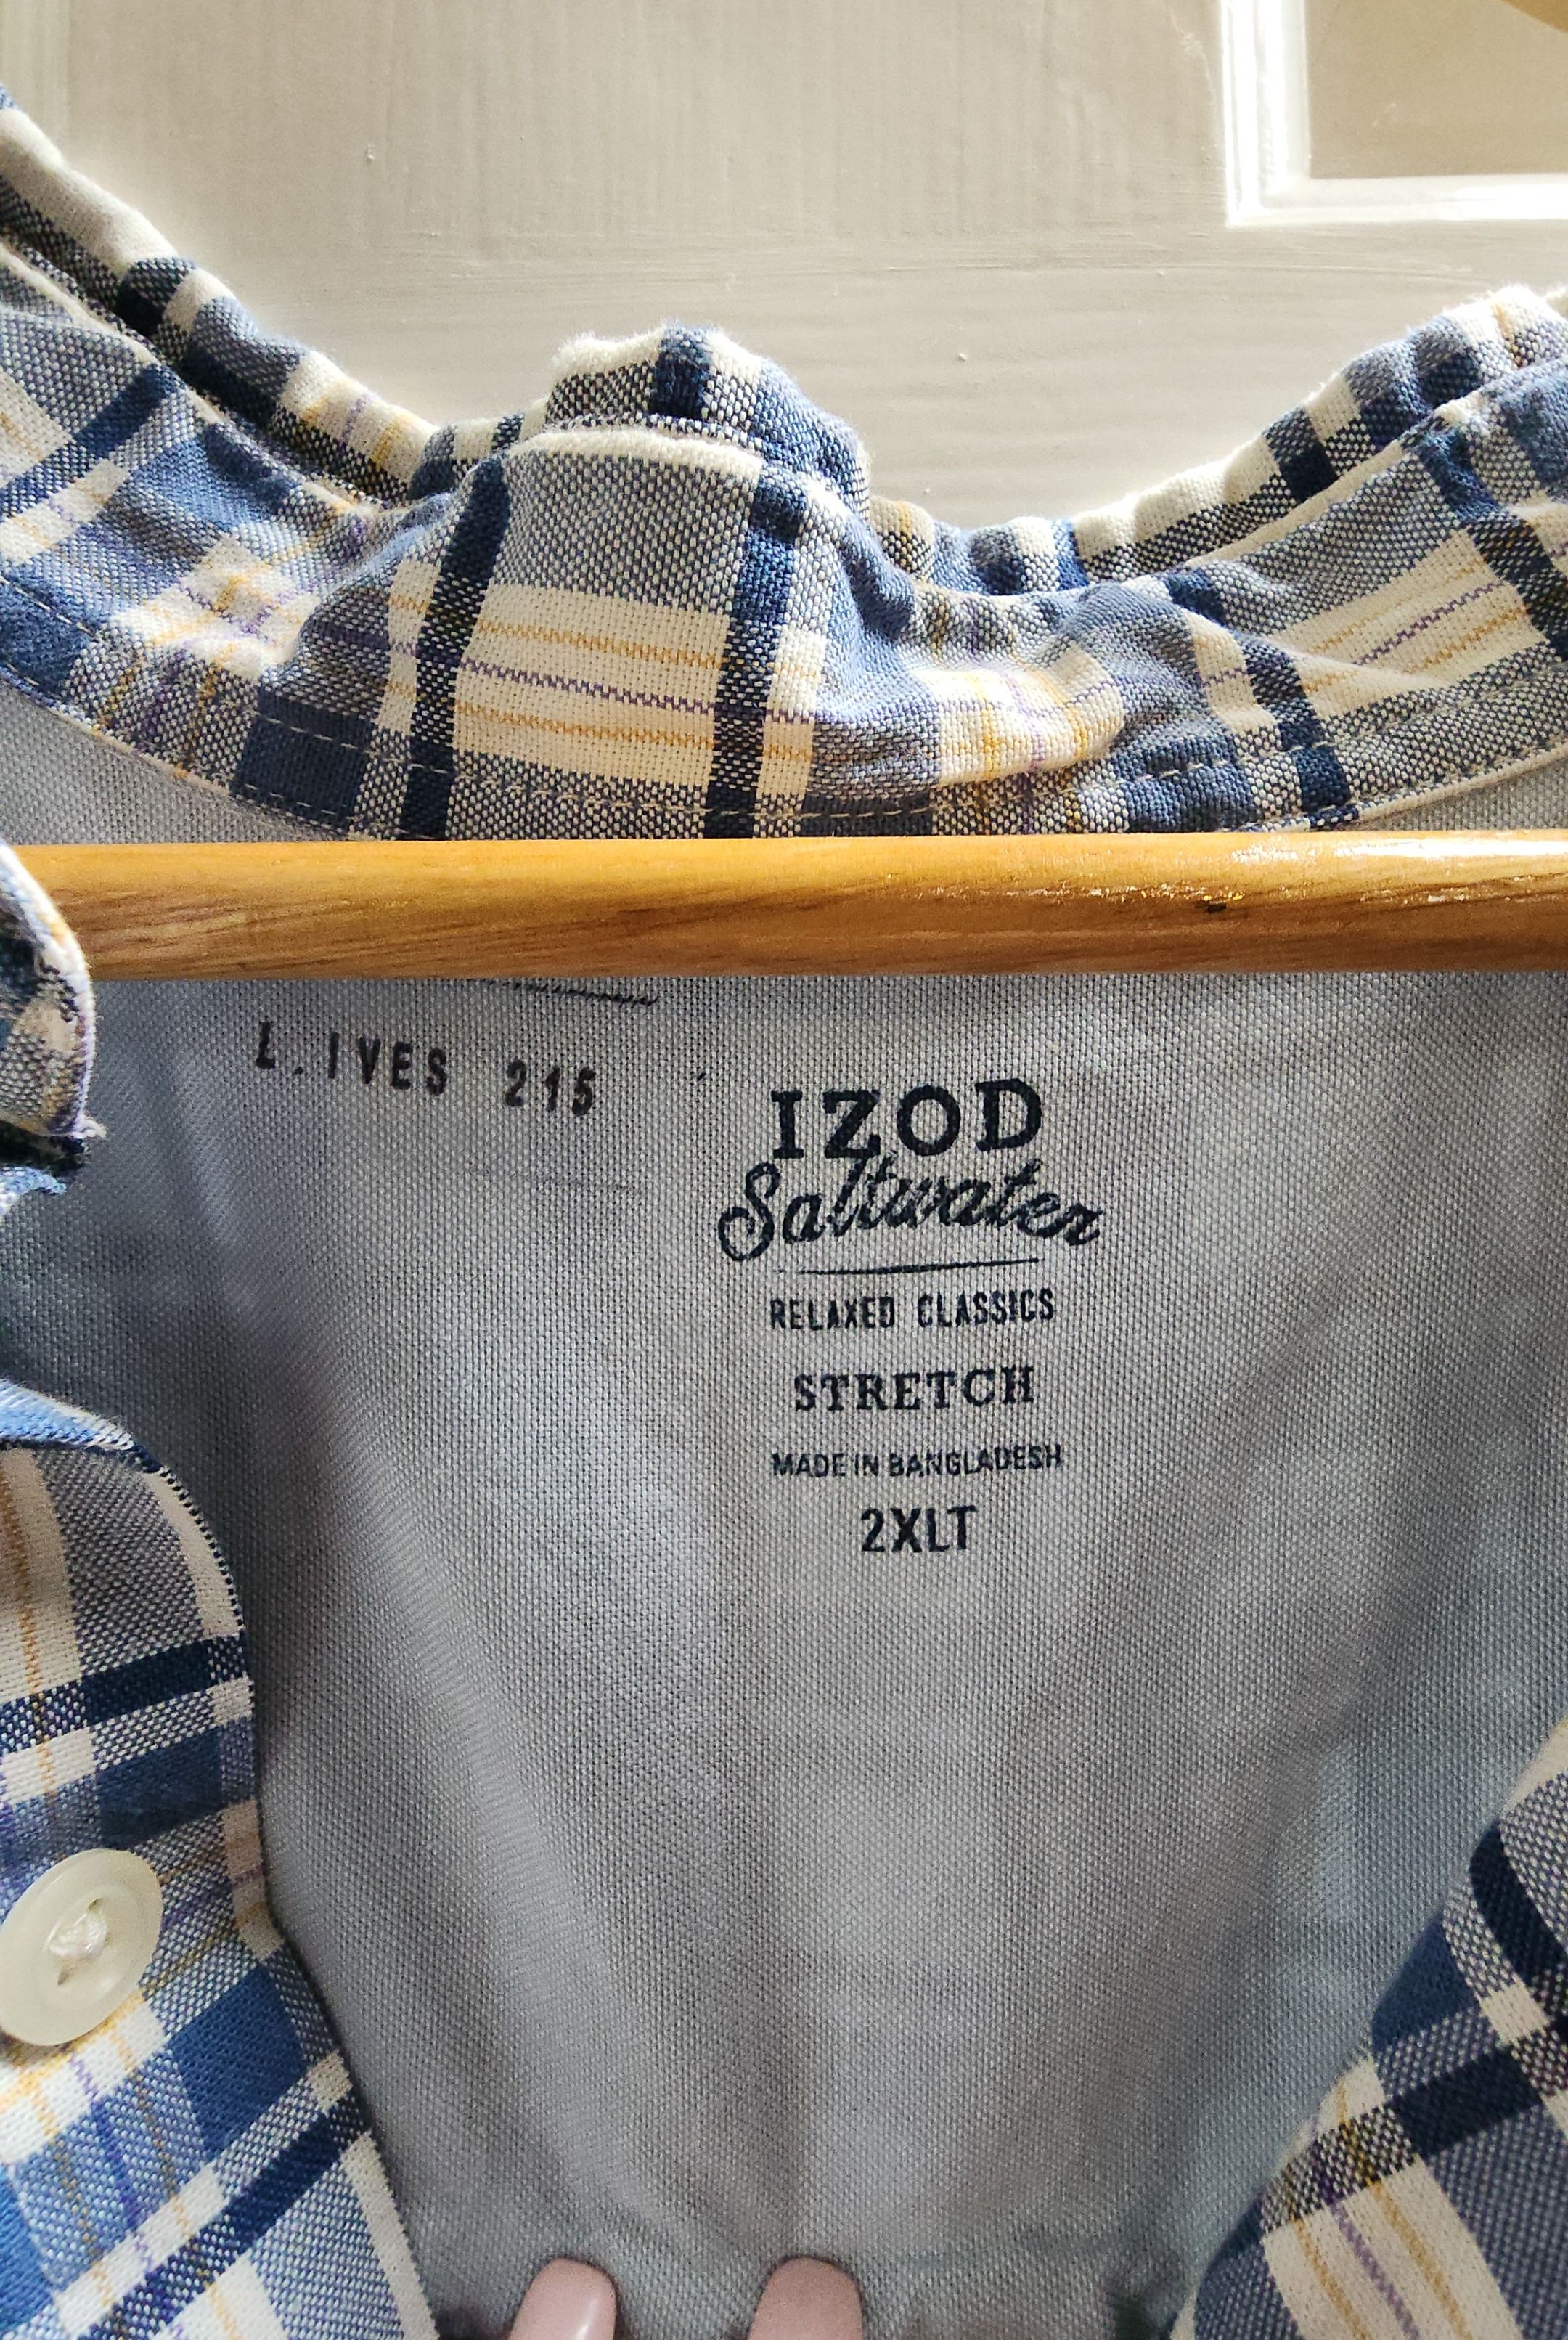 L. IVES 215
IZOD
Saltwater
RELAXED CLASSICS
STRETCH
MADE IN BANGLADESH
2XLT